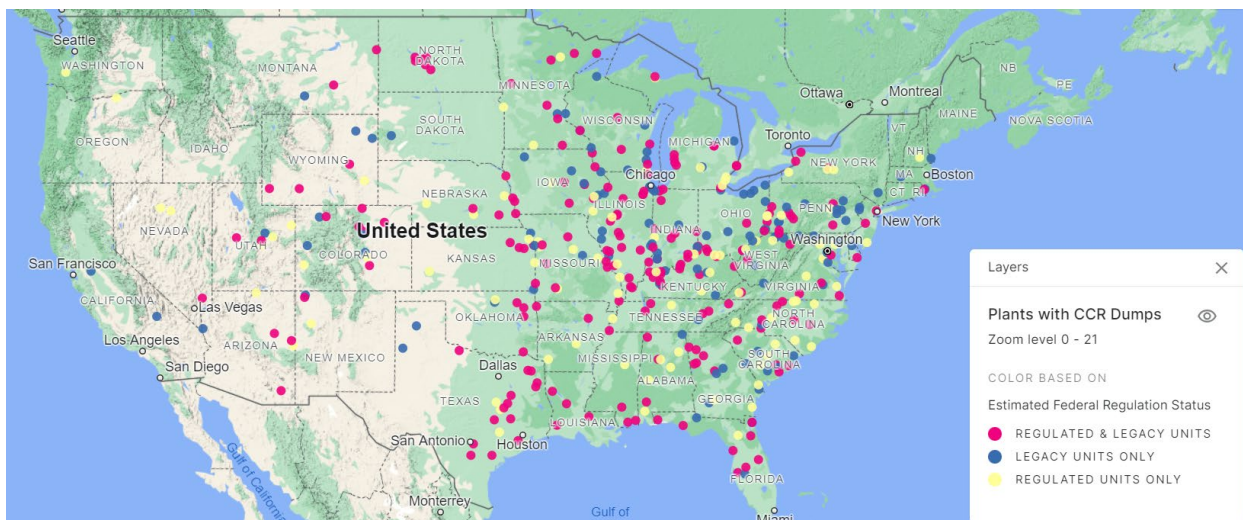 Seattle
WASHINGTON
MONTANA
NORTH
DAKOTA
MINNESOTA
Ottawa
Montreal
NB
PE
MAINE
NOVA SCOTIA
OREGON
IDAHO
SOUTH
DAKOTA
WISCONSIN
MICHIGAN
Toronto
VT
NH
WYOMING
NEW YORK
MA
Boston
CT RI
NEBRASKA
IOWA
Chicago
ILLINOIS
OHIO
PENN
New York
NEVADA
United States
INDIANA
Washington
UTAH
COLORADO
KANSAS
MISSOURI
WEST
VIRGINIA
San Francisco
CALIFORNIA
KENTUCKY
VIRGINIA
Las Vegas
OKLAHOMA
TENNESSEE
NORTH
CAROLINA
Los Angeles
ARIZONA
NEW MEXICO
ARKANSAS
MISSISSIPPI
SOUTH
CAROLINA
San Diego
Dallas
ALABAMA
GEORGIA
TEXAS
LOUISIANA
San Antonio
Houston
Gulf of California
FLORIDA
Monterrey
Gulf of
Miami
Layers
Plants with CCR Dumps
Zoom level 0 - 21
COLOR BASED ON
Estimated Federal Regulation Status
REGULATED & LEGACY UNITS
LEGACY UNITS ONLY
REGULATED UNITS ONLY